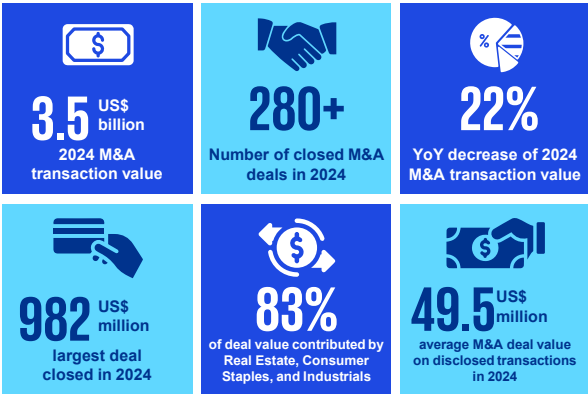 $
3.5 US$
billion
2024 M&A
transaction value
280+
Number of closed M&A
deals in 2024
%
22%
YoY decrease of 2024
M&A transaction value
982 US$
million
largest deal
closed in 2024
$
83%
of deal value contributed by
Real Estate, Consumer
Staples, and Industrials
$
49.5 US$
million
average M&A deal value
on disclosed transactions
in 2024